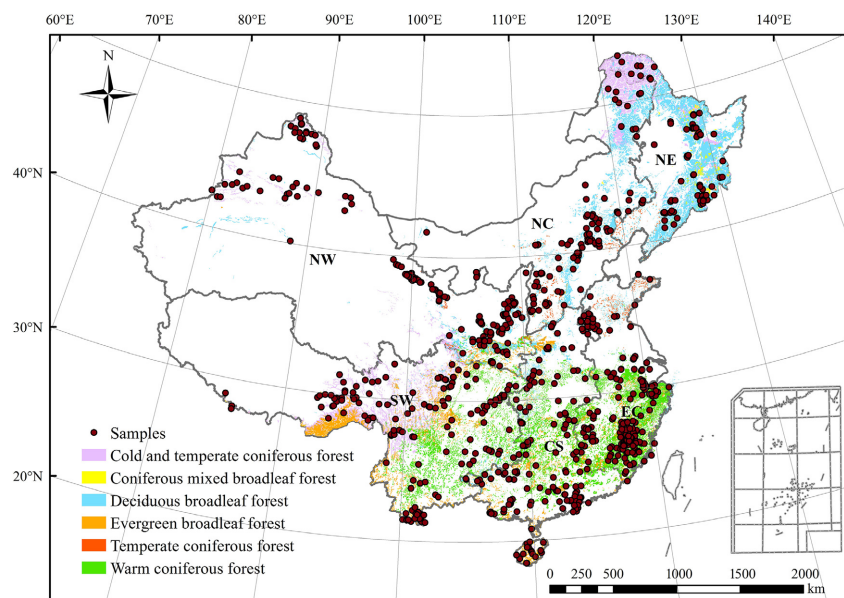 60°E 70°E 80°E 90°E 100°E 110°E 120°E 130°E 140°E
N
40°N
30°N
20°N
NE
NC
NW
SW
EC
CS
Samples
Cold and temperate coniferous forest
Coniferous mixed broadleaf forest
Deciduous broadleaf forest
Evergreen broadleaf forest
Temperate coniferous forest
Warm coniferous forest
0 250 500 1000 1500 2000
km